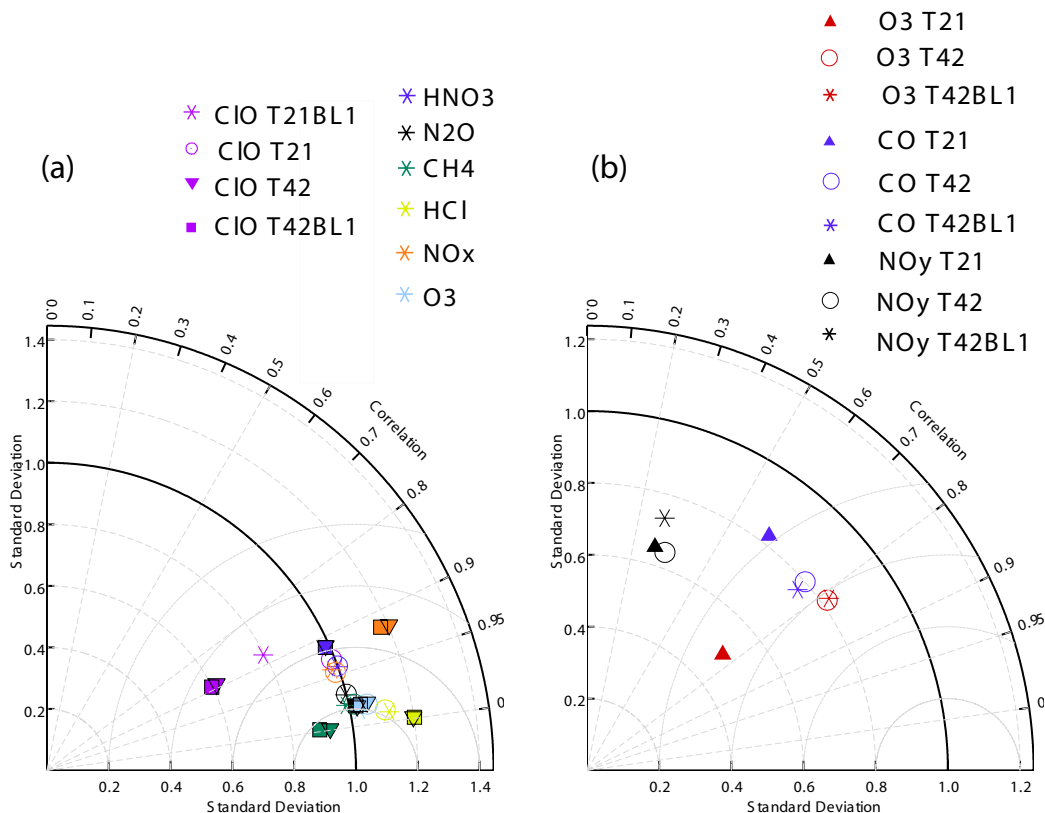 O3 T21
O3 T42
O3 T42BL1
CO T21
CO T42
CO T42BL1
NOy T21
NOy T42
NOy T42BL1
ClO T21BL1
ClO T21
ClO T42
ClO T42BL1
HNO3
N2O
CH4
HCl
NOx
O3
(a)
0.0
0.1
0.2
0.3
0.4
0.5
0.6
0.7
0.8
0.9
0.95
0
Correlation
Standard Deviation
1.4
1.2
1.0
0.8
0.6
0.4
0.2
0.2
0.4
0.6
0.8
1.0
1.2
1.4
Standard Deviation
(b)
0.0
0.1
0.2
0.3
0.4
0.5
0.6
0.7
0.8
0.9
0.95
0
Correlation
Standard Deviation
1.2
1.0
0.8
0.6
0.4
0.2
0.2
0.4
0.6
0.8
1.0
1.2
Standard Deviation